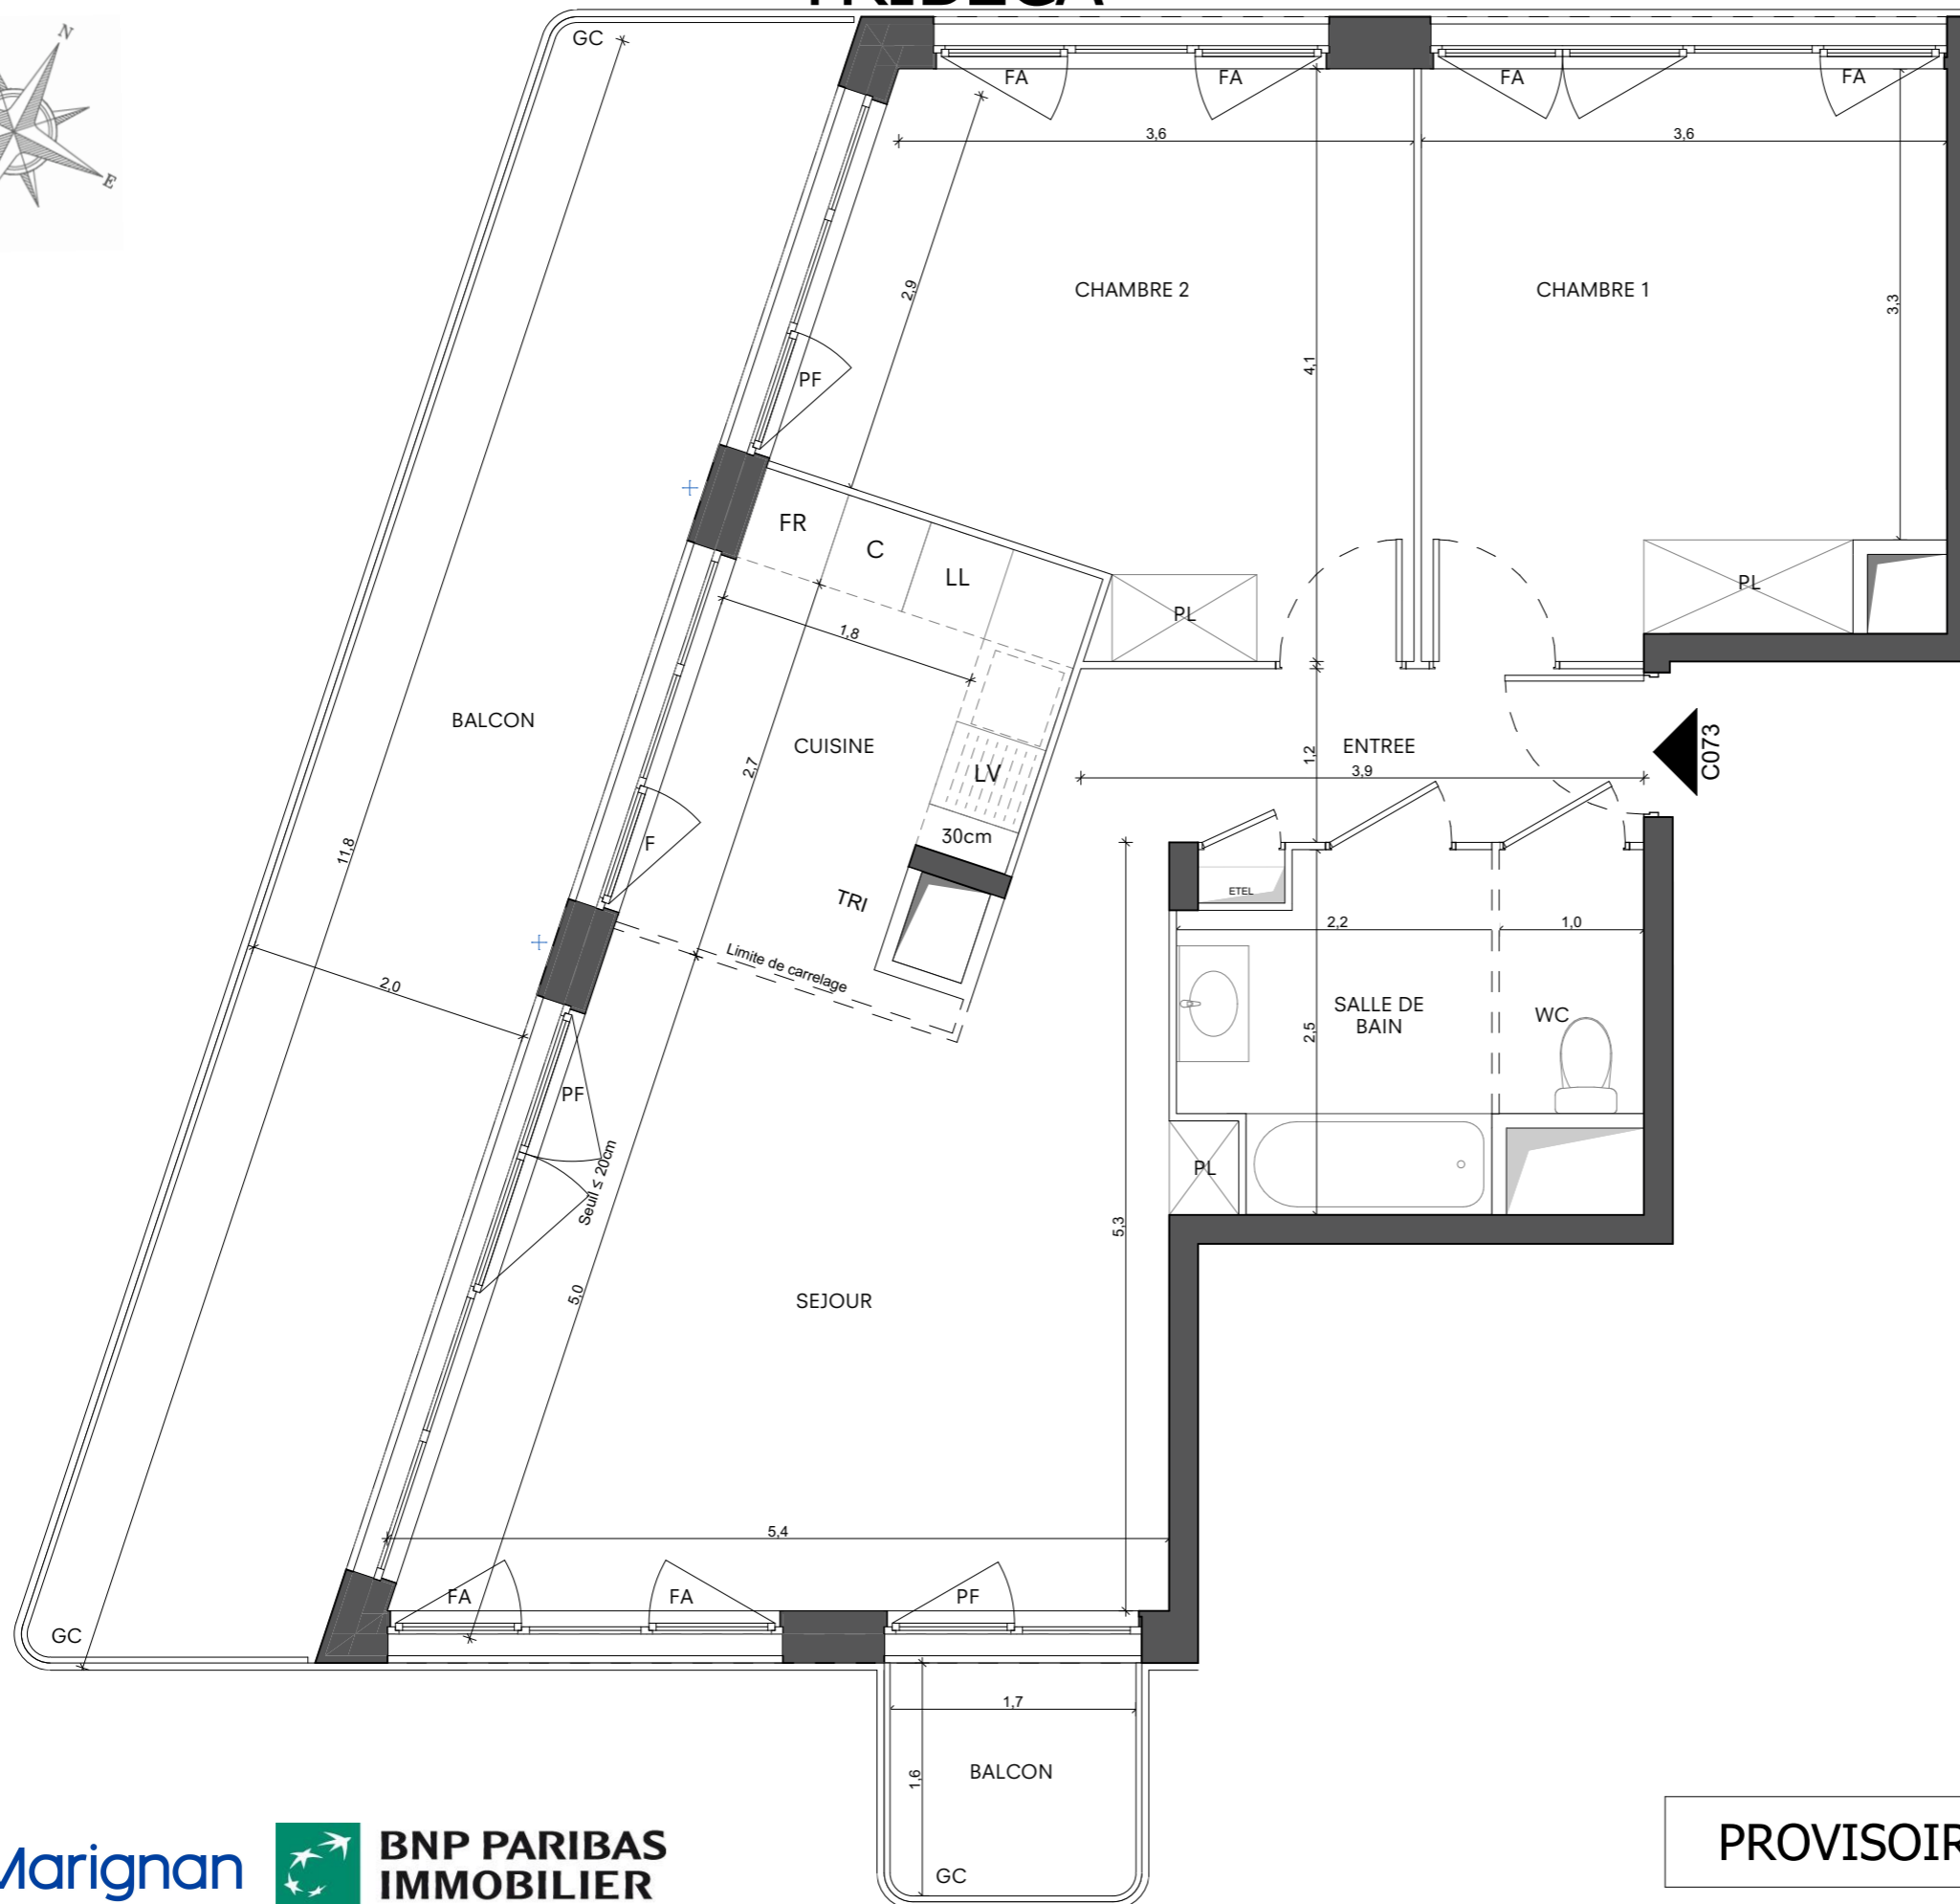 TRIBECA
N
E
GC
FA
FA
FA
FA
3,6
3,6
2,9
CHAMBRE 2
CHAMBRE 1
3,3
4,1
PF
FR
C
LL
PL
PL
1,8
BALCON
CUISINE
ENTREE
1,2
3,9
C073
2,7
LV
30cm
11,8
F
TRI
ETEL
2,2
1,0
Limite de carrelage
2,0
SALLE DE
BAIN
WC
2,5
PF
Seuil ≤ 20cm
PL
5,3
5,0
SEJOUR
5,4
FA
FA
PF
GC
1,7
1,6
BALCON
GC
Marignan
BNP PARIBAS
IMMOBILIER
PROVISOIR